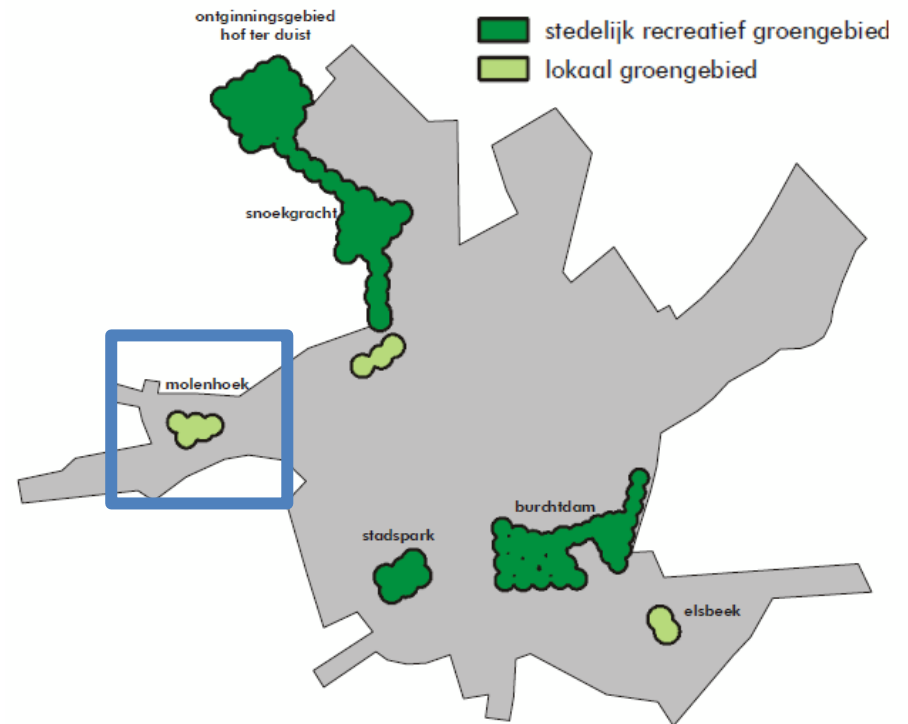 ontginningsgebied
hof ter duist
stedelijk recreatief groengebied
lokaal groengebied
snoekgracht
molenhoek
burchtdam
stadspark
elsbeek